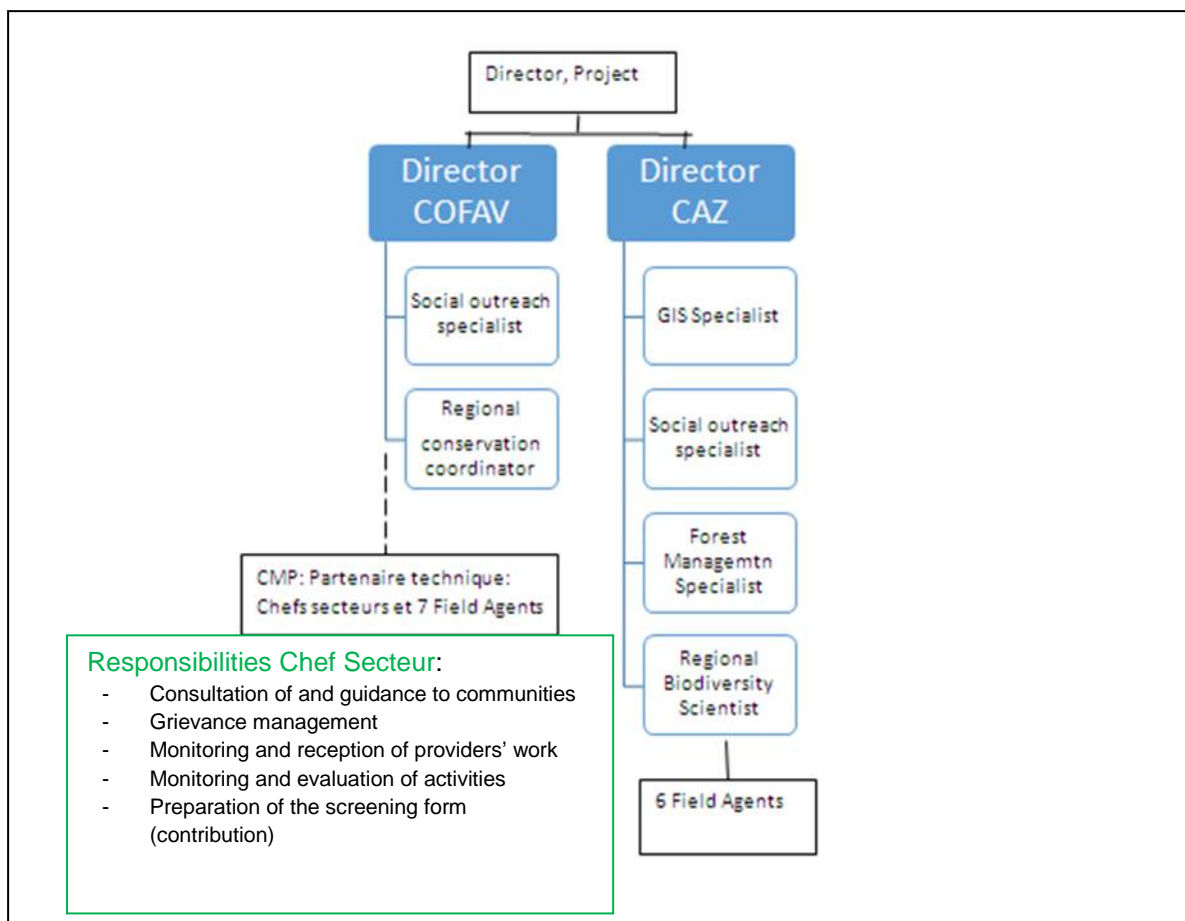 Director, Project
Director
COFAV
Director
CAZ
Social outreach
specialist
GIS Specialist
Regional
conservation
coordinator
Social outreach
specialist
CMP: Partenaire technique:
Chefs secteurs et 7 Field Agents
Forest
Managemtn
Specialist
Responsibilities Chef Secteur:
- Consultation of and guidance to communities
- Grievance management
- Monitoring and reception of providers’ work
- Monitoring and evaluation of activities
- Preparation of the screening form
(contribution)
Regional
Biodiversity
Scientist
6 Field Agents